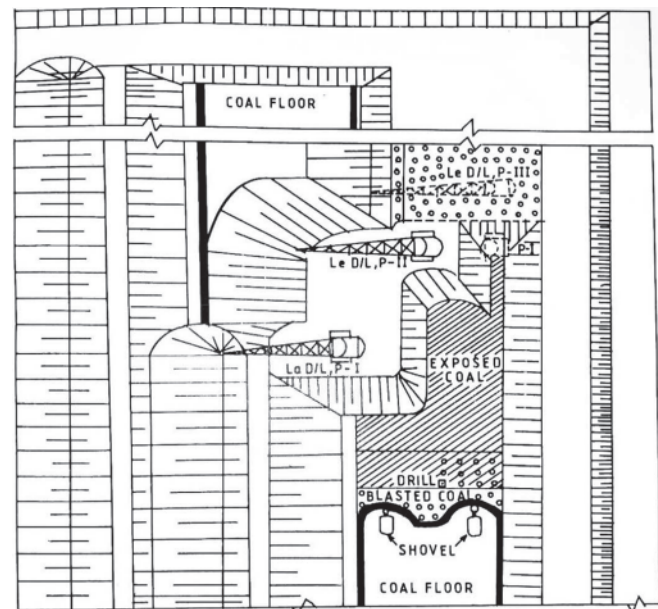 COAL FLOOR
Le D/L,P-III
P-I
Le D/L,P-II
La D/L,P-I
EXPOSED
COAL
DRILL
BLASTED COAL
SHOVEL
COAL FLOOR